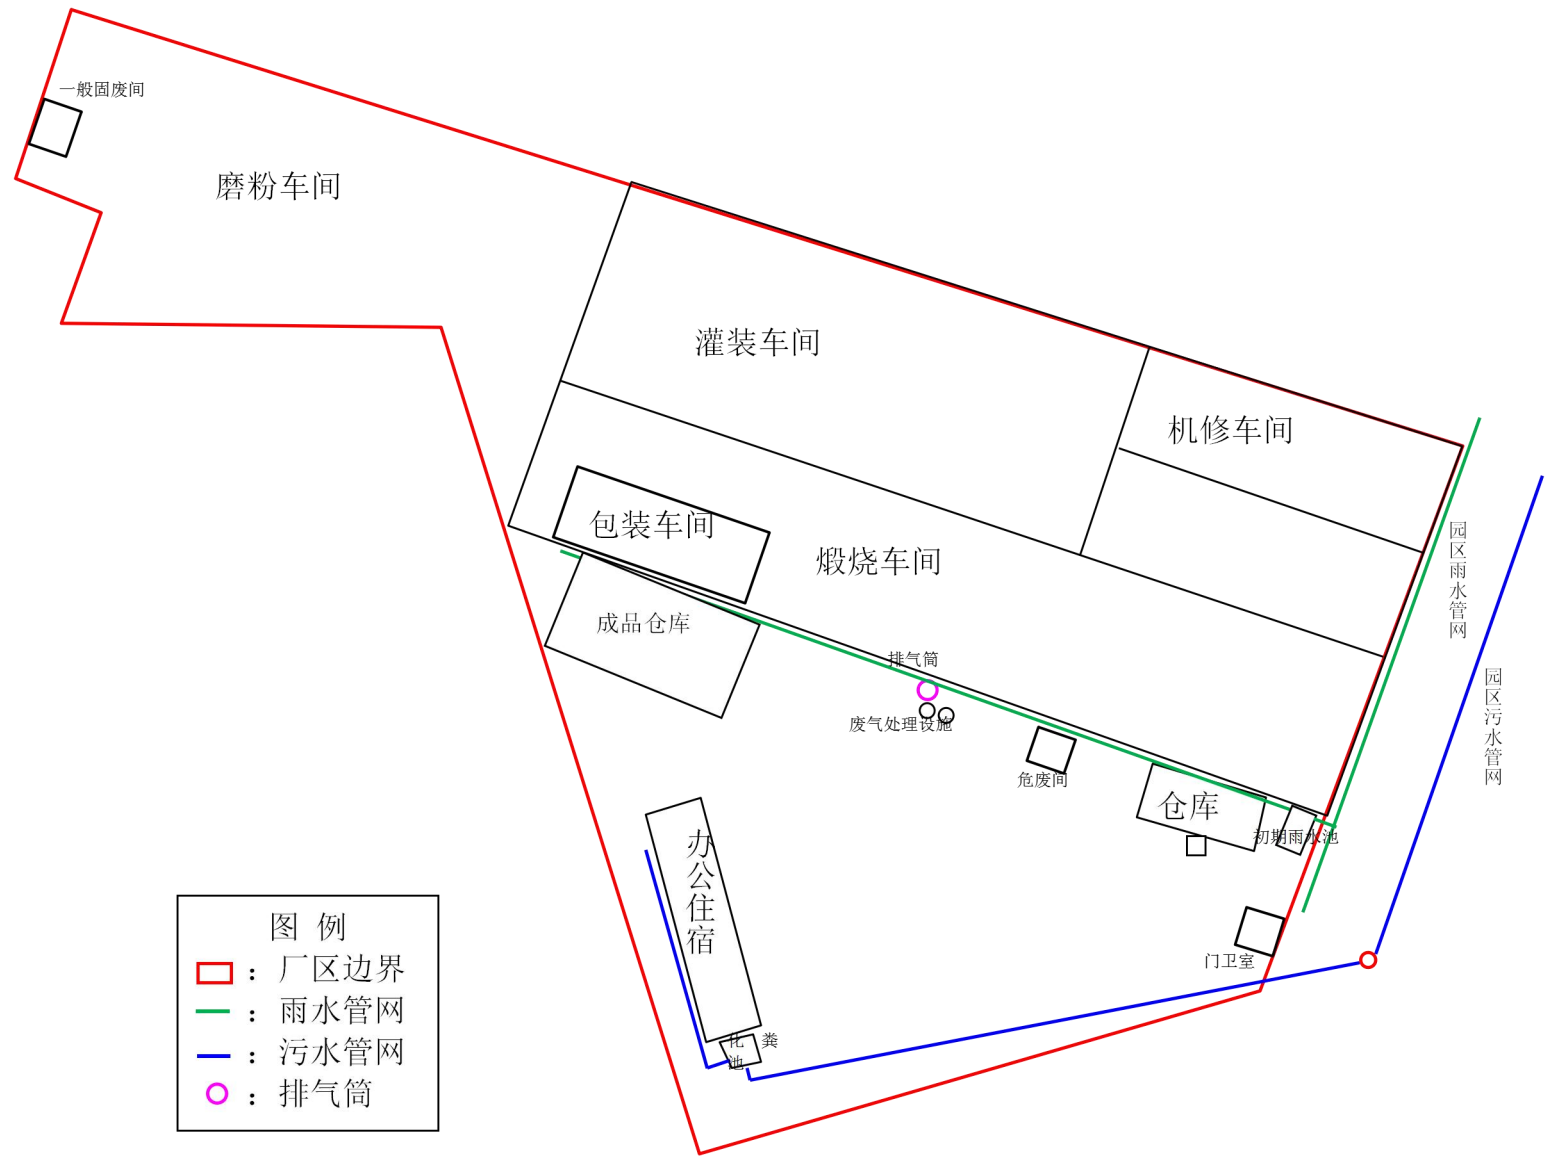 一般固废间
磨粉车间
灌装车间
机修车间
包装车间
煅烧车间
园区雨水管网
成品仓库
排气筒
园区污水管网
废气处理设施
危废间
仓库
初期雨水池
办公住宿
门卫室
化 粪
池
图 例
：厂区边界
：雨水管网
：污水管网
：排气筒